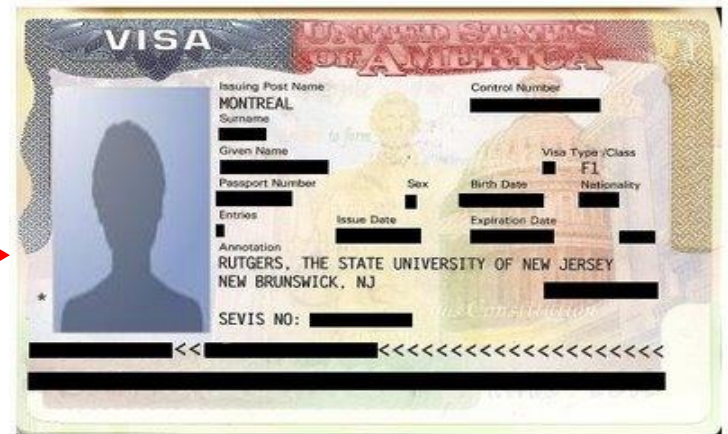 VISA
UNITED STATES
OF AMERICA
Issuing Post Name
Control Number
MONTREAL
Surname
Given Name
Visa Type /Class
F1
Passport Number
Sex
Birth Date
Nationality
Entries
Issue Date
Expiration Date
Annotation
RUTGERS, THE STATE UNIVERSITY OF NEW JERSEY
NEW BRUNSWICK, NJ
*
SEVIS NO:
<<
<<<<<<<<<<<<<<<<<<<<<